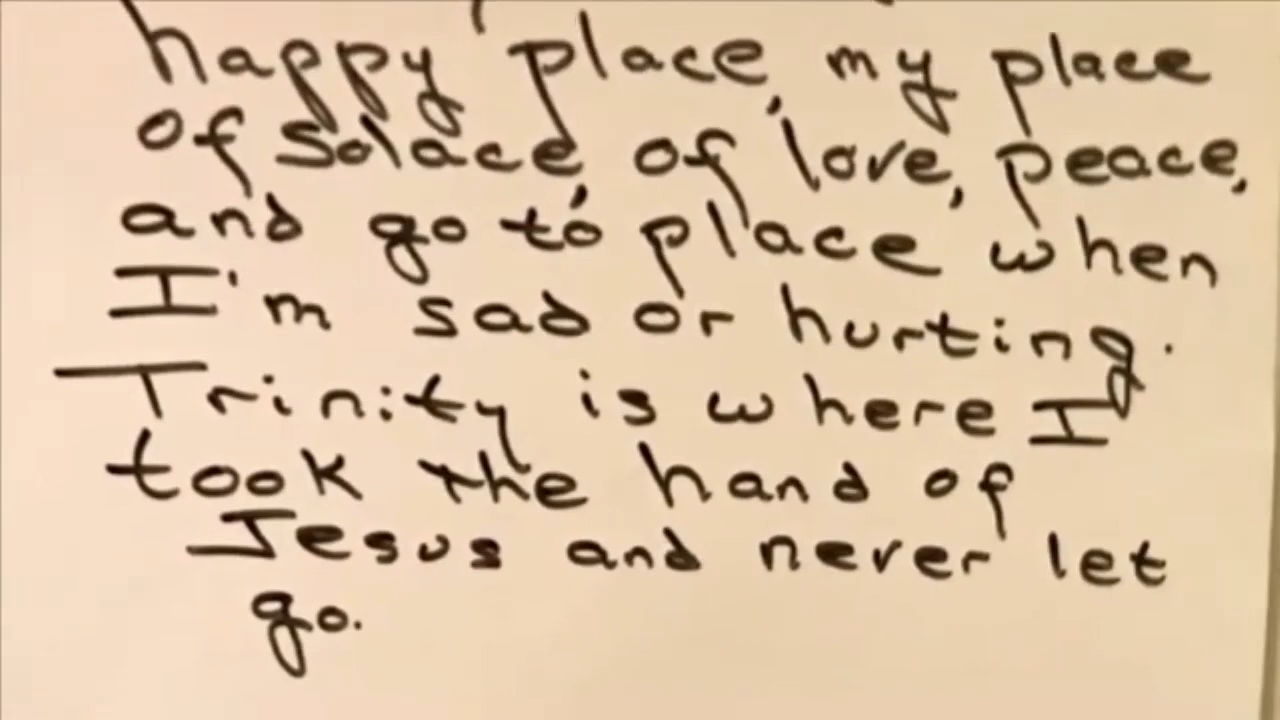 happy place, my place
of solace, of love, peace,
and go to place when
I'm sad or hurting.
Trinity is where I
took the hand of
Jesus and never let
go.